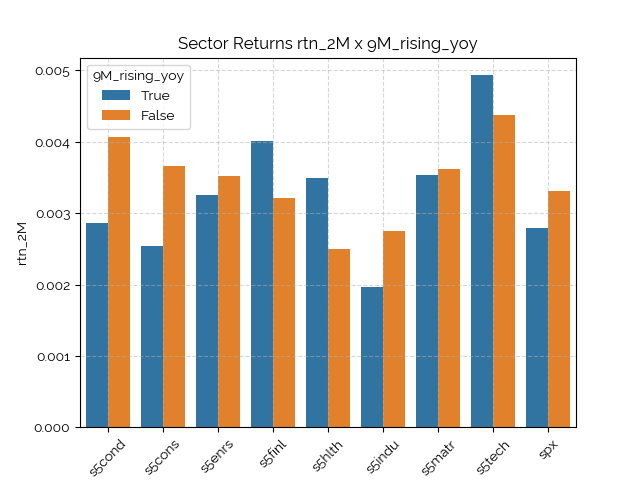 Sector Returns rtn_2M x 9M_rising_yoy
9M_rising_yoy
True
False
rtn_2M
0.005
0.004
0.003
0.002
0.001
0.000
s5cond
s5cons
s5enrs
s5finl
s5hlth
s5indu
s5matr
s5tech
spx